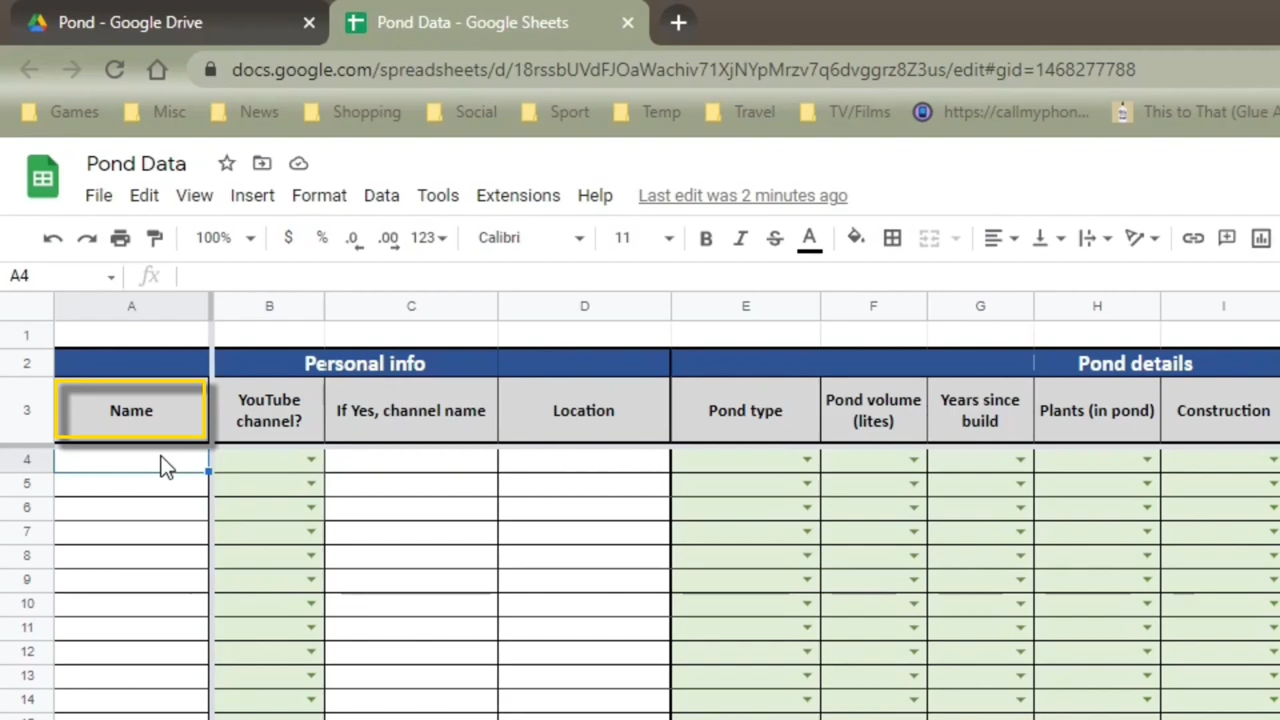 Pond - Google Drive
Pond Data - Google Sheets
docs.google.com/spreadsheets/d/18rssbUVdFJOaWachiv71XjNYpMrzv7q6dvggrz8Z3us/edit#gid=1468277788
Games Misc News Shopping Social Sport Temp Travel TV/Films https://callmyphon... This to That (Glue A
Pond Data
File Edit View Insert Format Data Tools Extensions Help Last edit was 2 minutes ago
100% $ % .0 .00 123 Calibri 11 B I S A
A4 fx
A B C D E F G H I
1
2 Personal info Pond details
3 Name YouTube channel? If Yes, channel name Location Pond type Pond volume (lites) Years since build Plants (in pond) Construction
4
5
6
7
8
9
10
11
12
13
14